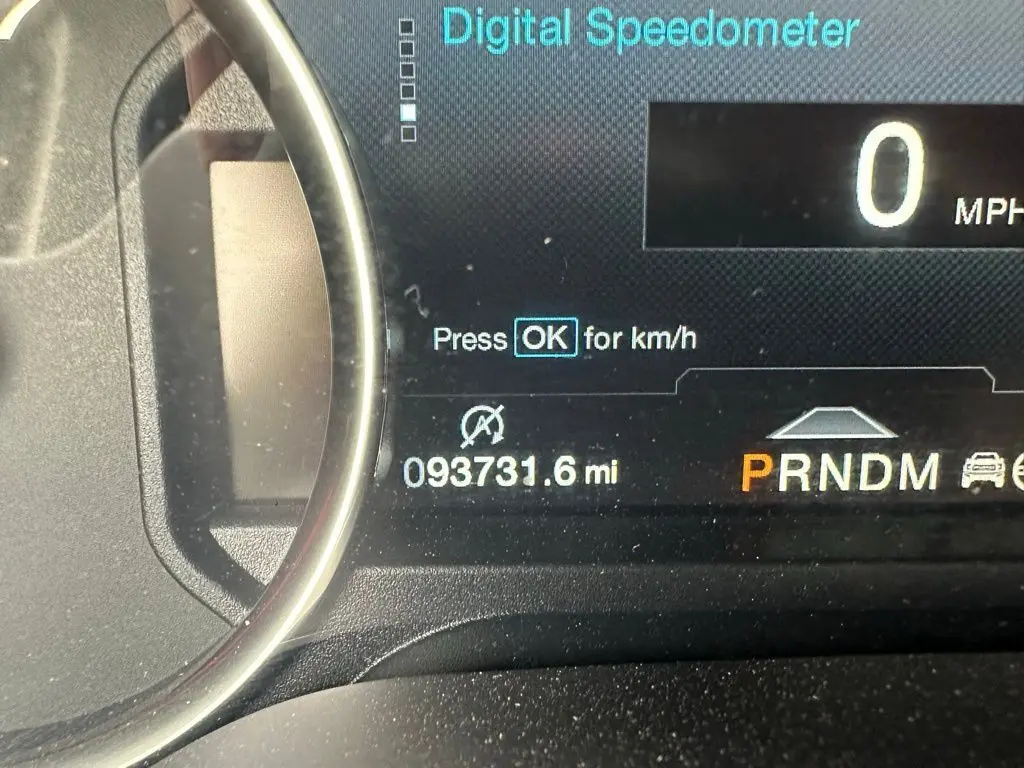 Digital Speedometer
0 MPH
Press OK for km/h
A
093731.6 mi
PRNDM